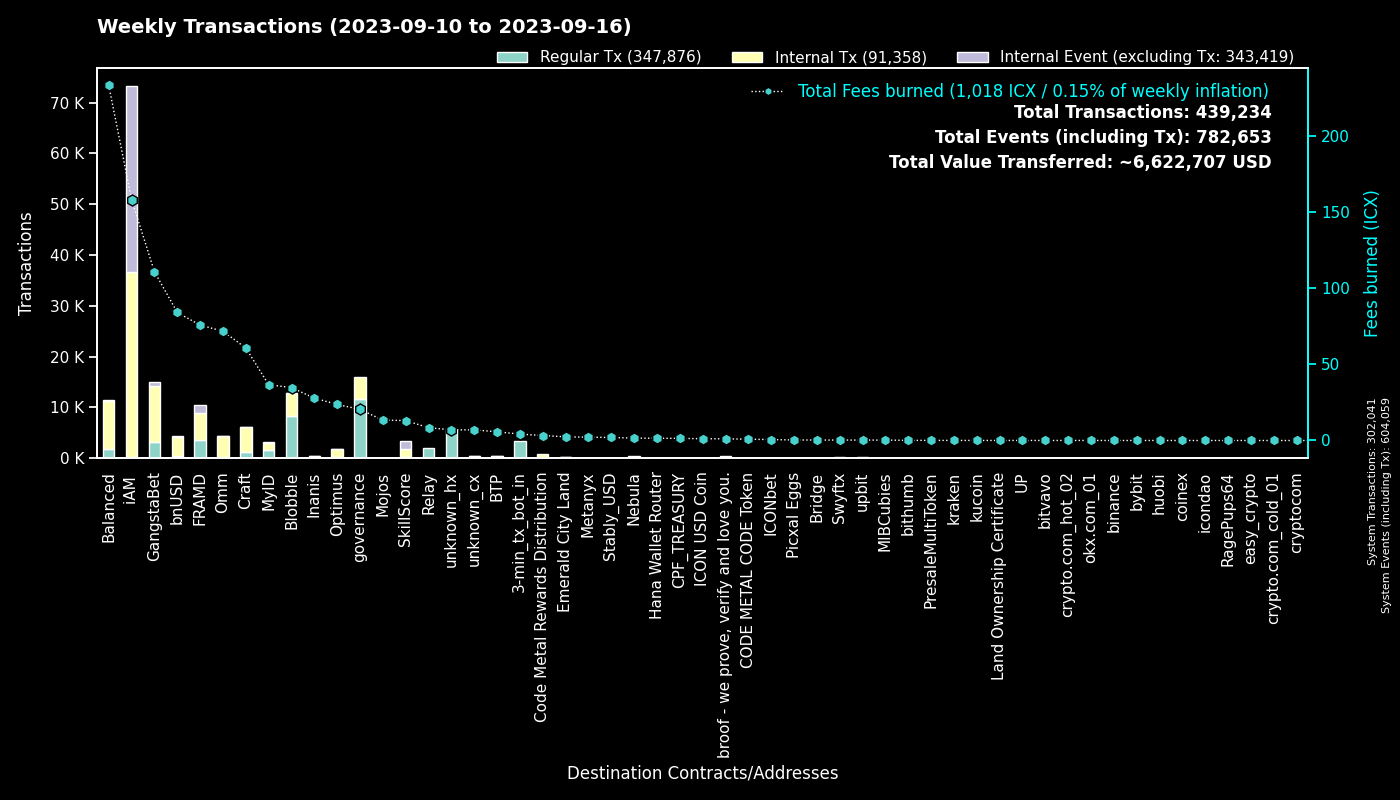 Weekly Transactions (2023-09-10 to 2023-09-16)
Regular Tx (347,876)
Internal Tx (91,358)
Internal Event (excluding Tx: 343,419)
Total Fees burned (1,018 ICX / 0.15% of weekly inflation)
Total Transactions: 439,234
Total Events (including Tx): 782,653
Total Value Transferred: ~6,622,707 USD
Transactions
70 K
60 K
50 K
40 K
30 K
20 K
10 K
0 K
200
150
100
50
0
Fees burned (ICX)
System Transactions: 302,041
System Events (including Tx): 604,059
Balanced
iAM
GangstaBet
bnUSD
FRAMD
Omm
Craft
MyID
Blobble
Inanis
Optimus
governance
Mojos
SkillScore
Relay
unknown_hx
unknown_cx
BTP
3-min_tx_bot_in
Code Metal Rewards Distribution
Emerald City Land
Metanyx
Stably_USD
Nebula
Hana Wallet Router
CPF_TREASURY
ICON USD Coin
broof - we prove, verify and love you.
CODE METAL CODE Token
ICONbet
Picxal Eggs
Bridge
Swyftx
upbit
MIBCubies
bithumb
PresaleMultiToken
kraken
kucoin
Land Ownership Certificate
UP
bitvavo
crypto.com_hot_02
okx.com_01
binance
bybit
huobi
coinex
icondao
RagePups64
easy_crypto
crypto.com_cold_01
cryptocom
Destination Contracts/Addresses